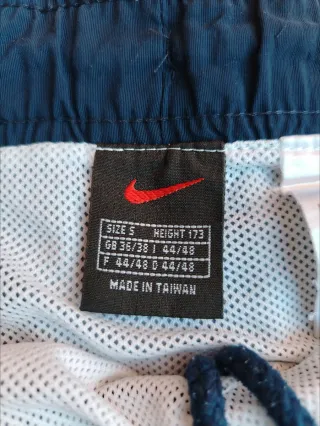 SIZE S HEIGHT 173
GB 36/38 I 44/48
F 44/48 D 44/48
MADE IN TAIWAN